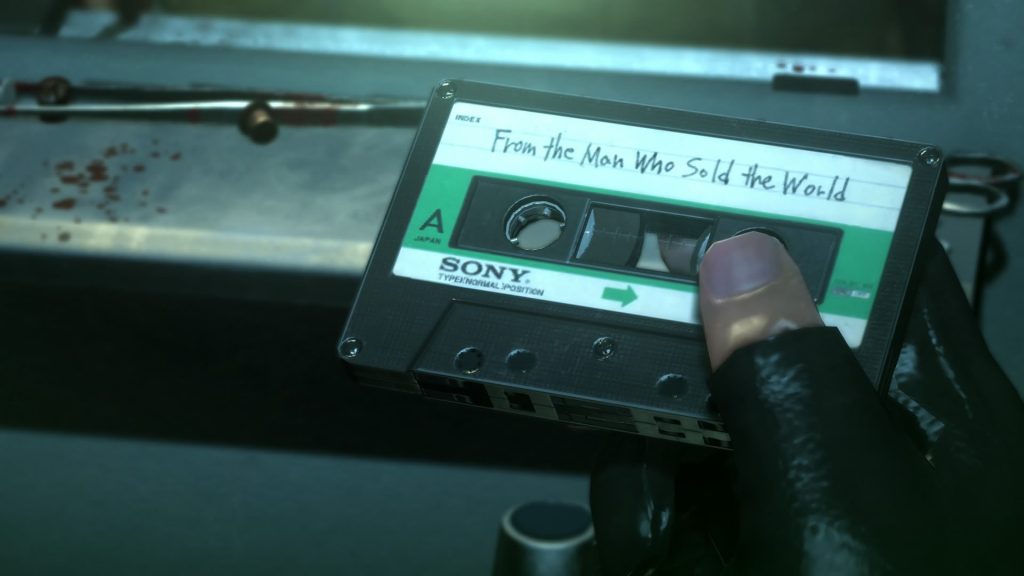 INDEX
From the Man Who Sold the World
A
JAPAN
SONY
TYPE I (NORMAL) POSITION